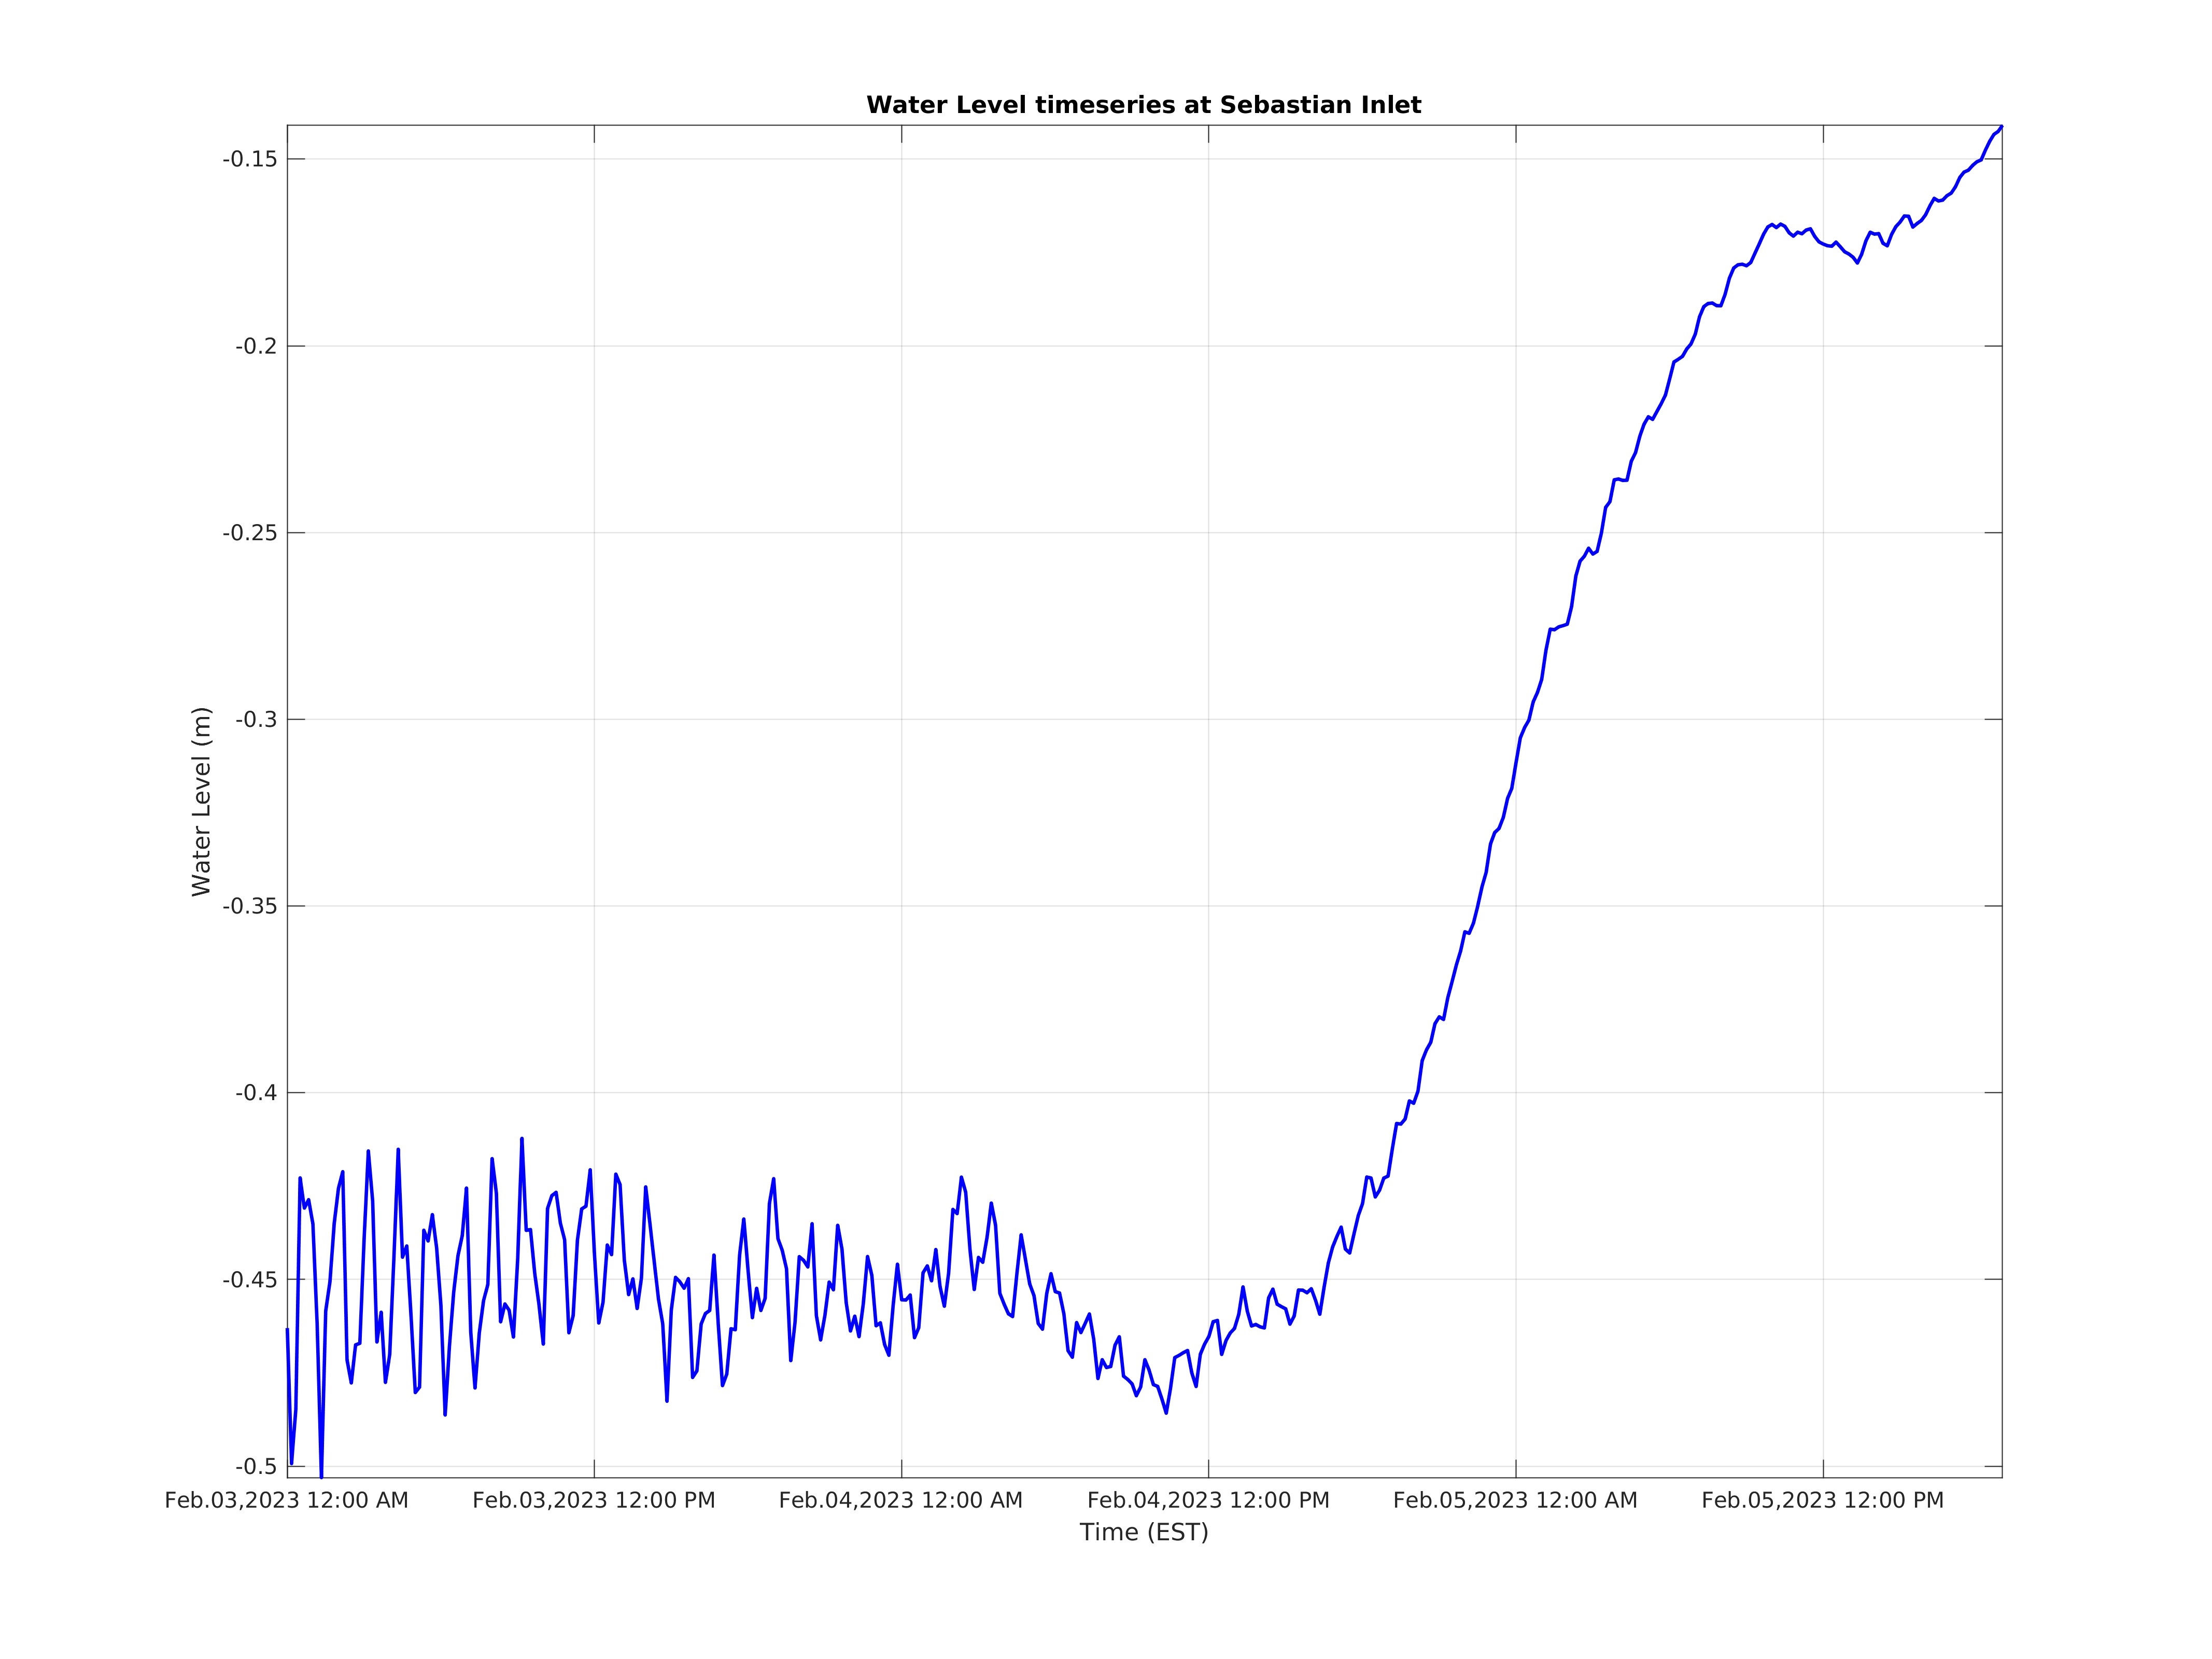 Water Level timeseries at Sebastian Inlet
-0.15
-0.2
-0.25
-0.3
-0.35
-0.4
-0.45
-0.5
Water Level (m)
Feb.03,2023 12:00 AM
Feb.03,2023 12:00 PM
Feb.04,2023 12:00 AM
Feb.04,2023 12:00 PM
Feb.05,2023 12:00 AM
Feb.05,2023 12:00 PM
Time (EST)